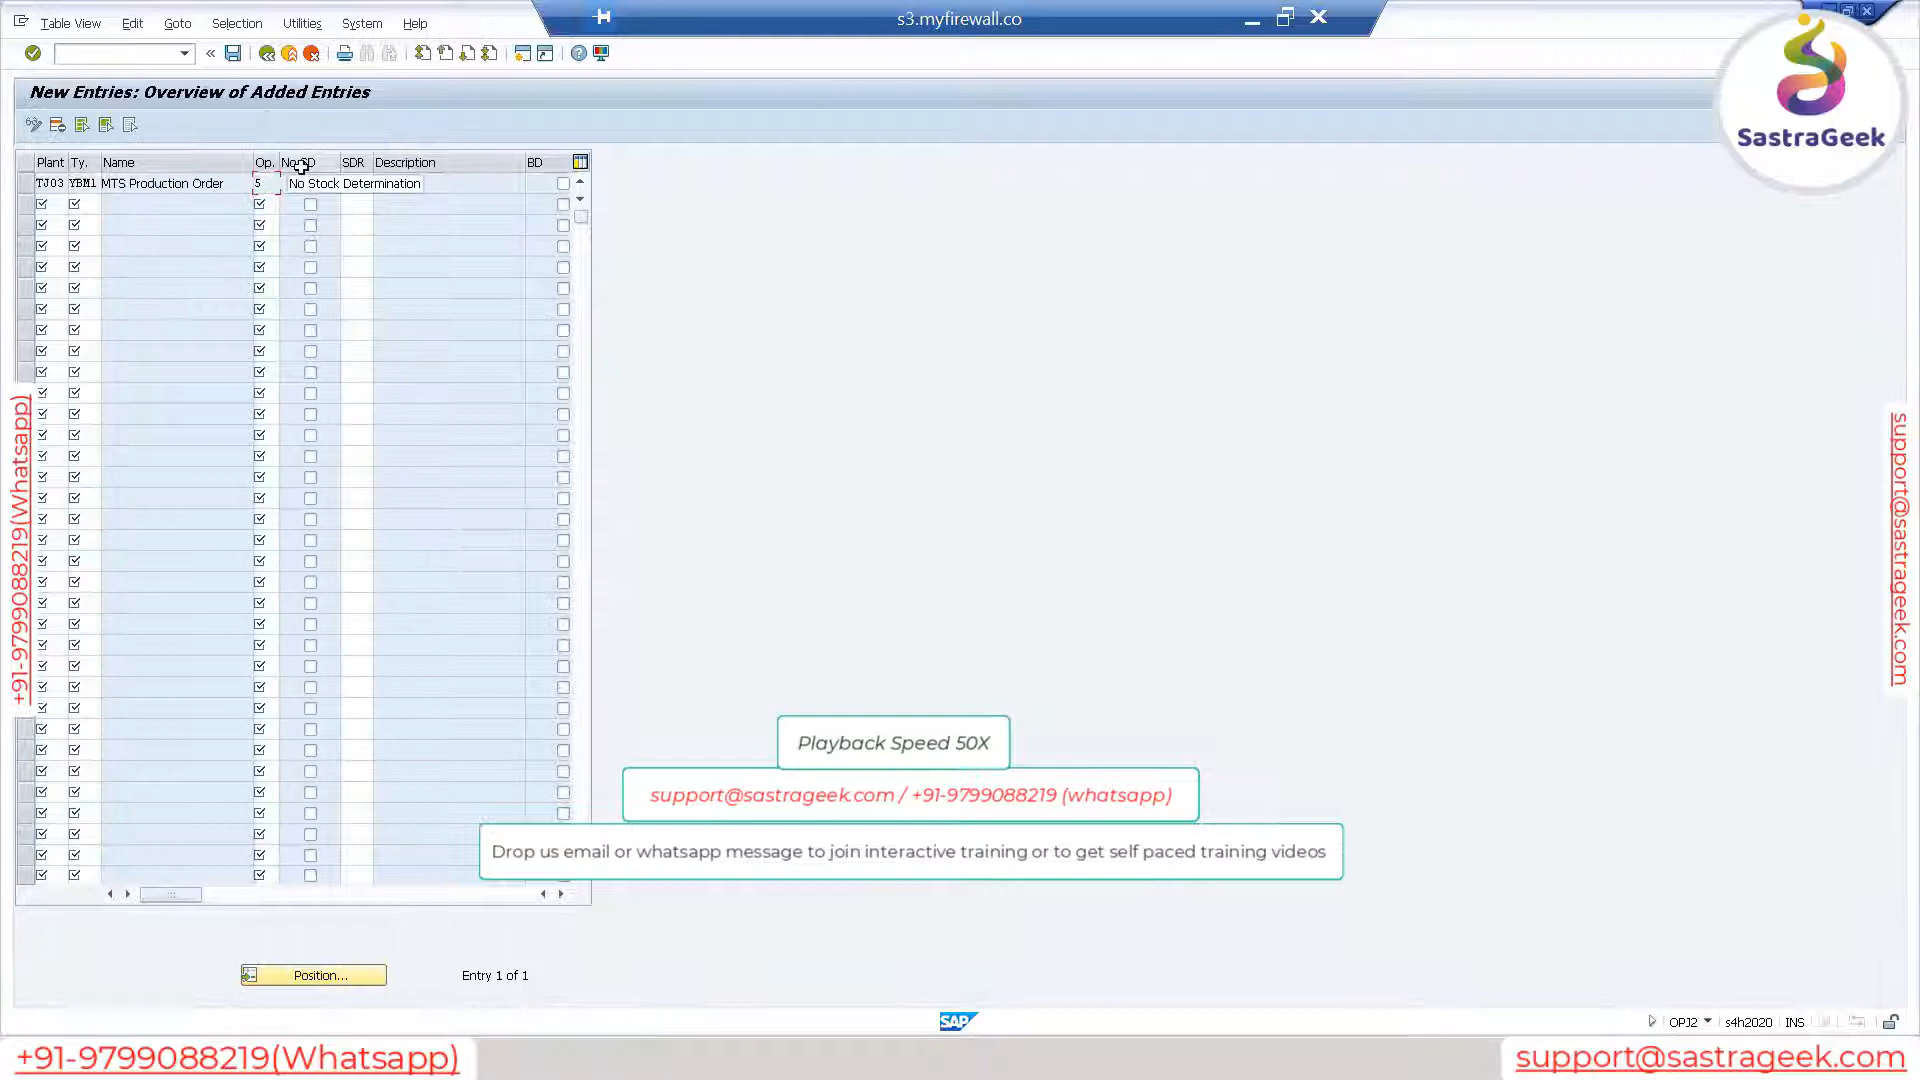 Table View Edit Goto Selection Utilities System Help
s3.myfirewall.co
New Entries: Overview of Added Entries
SastraGeek
Plant Ty. Name Op. SDR Description BD
TJ03 YBM1 MTS Production Order 5 No Stock Determination
+91-9799088219(Whatsapp)
support@sastrageek.com
Playback Speed 50X
support@sastrageek.com / +91-9799088219 (whatsapp)
Drop us email or whatsapp message to join interactive training or to get self paced training videos
Position... Entry 1 of 1
SAP
OPJ2 s4h2020 INS
+91-9799088219(Whatsapp)
support@sastrageek.com